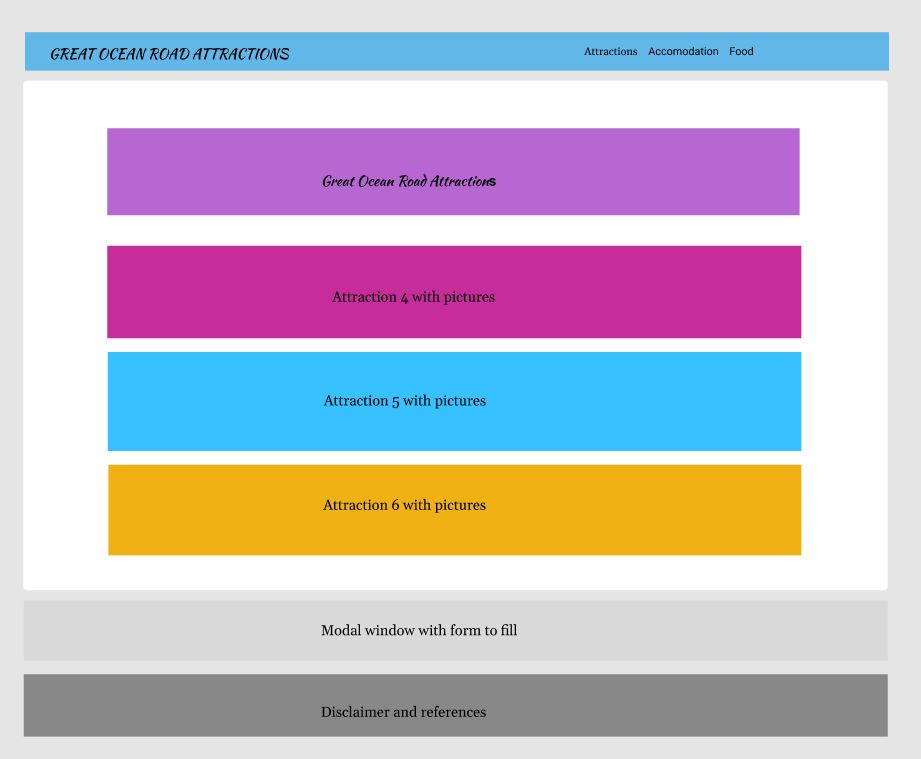 GREAT OCEAN ROAD ATTRACTIONS
Attractions Accomodation Food
Great Ocean Road Attractions
Attraction 4 with pictures
Attraction 5 with pictures
Attraction 6 with pictures
Modal window with form to fill
Disclaimer and references